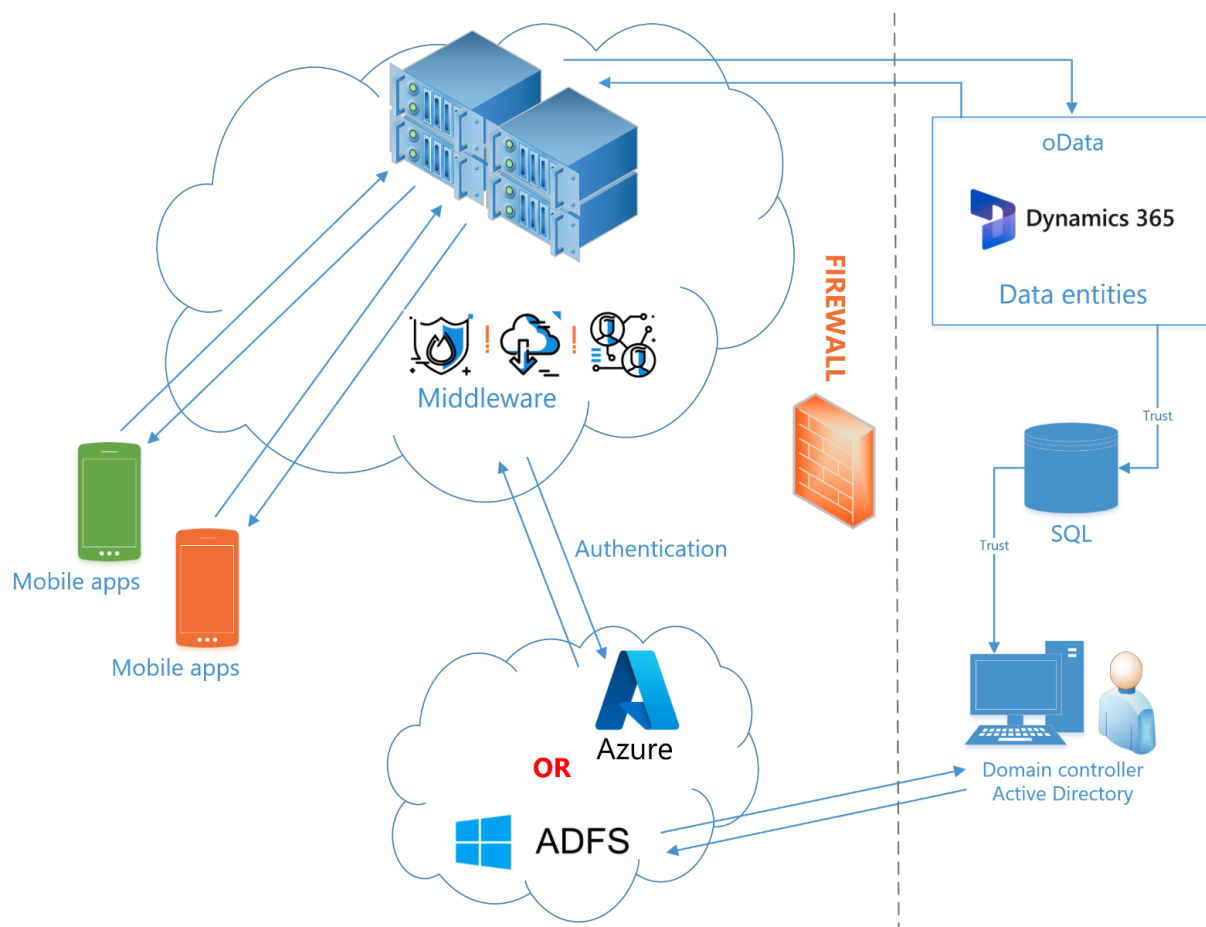 oData
Dynamics 365
Data entities
FIREWALL
Middleware
Trust
SQL
Trust
Authentication
Mobile apps
Mobile apps
Azure
OR
ADFS
Domain controller
Active Directory